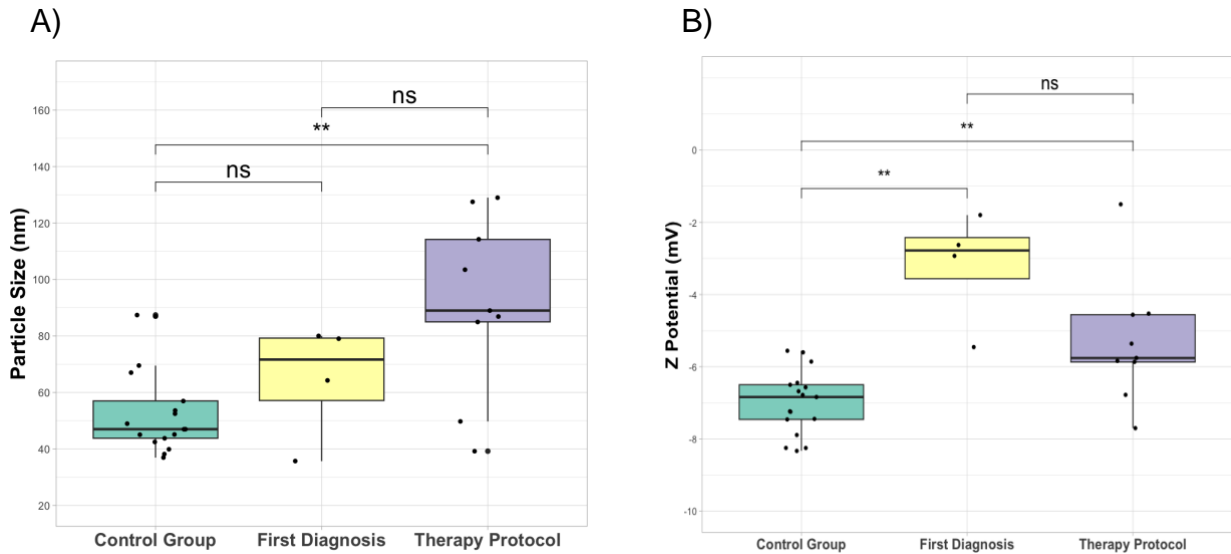 A)
Particle Size (nm)
160
140
120
100
80
60
40
20
ns
**
ns
Control Group First Diagnosis Therapy Protocol
B)
Z Potential (mV)
0
-2
-4
-6
-8
-10
ns
**
**
Control Group First Diagnosis Therapy Protocol